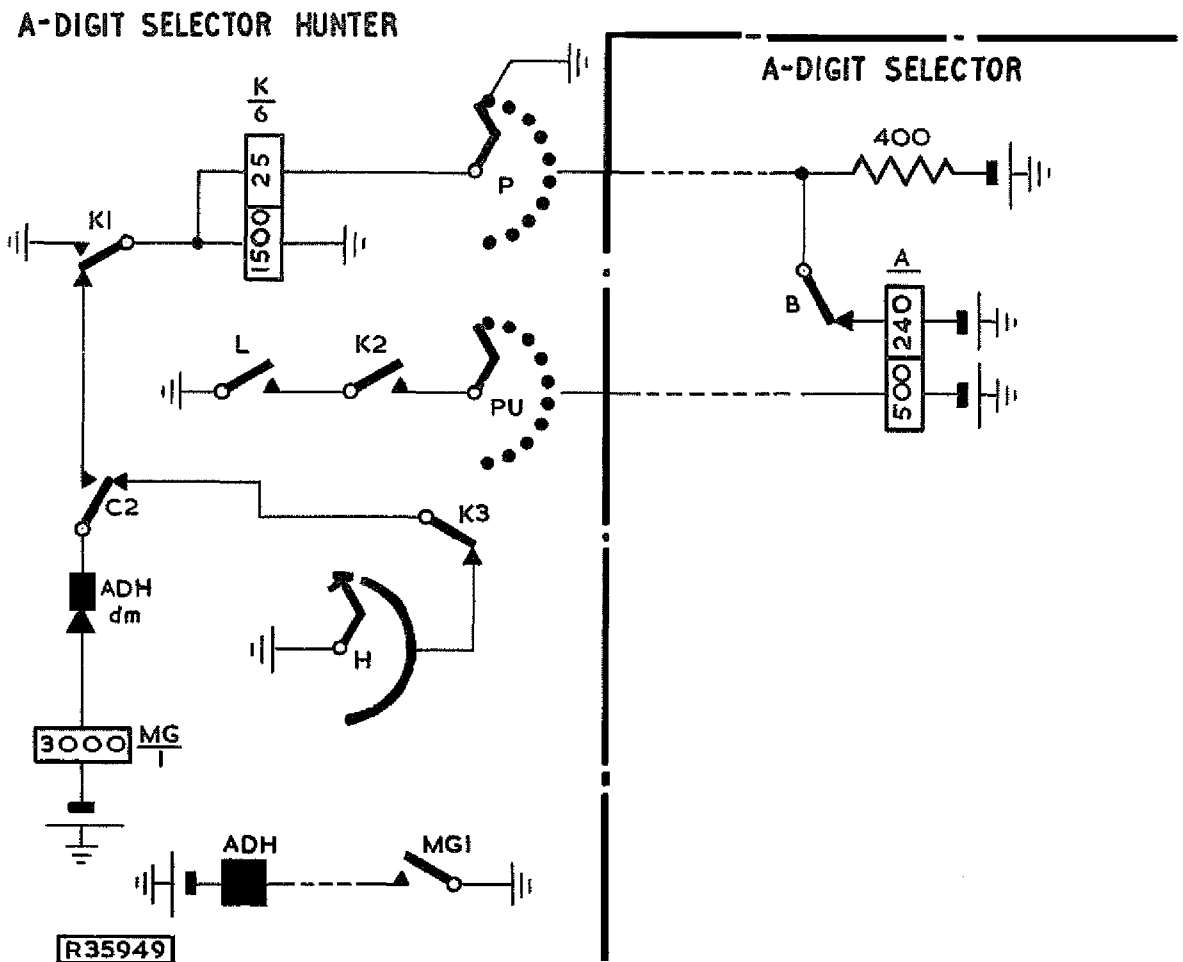 A-DIGIT SELECTOR HUNTER
A-DIGIT SELECTOR
K
6
25
1500
P
400
K1
B
A
240
500
L
K2
PU
C2
K3
ADH
dm
H
3000
MG
1
ADH
MG1
R35949